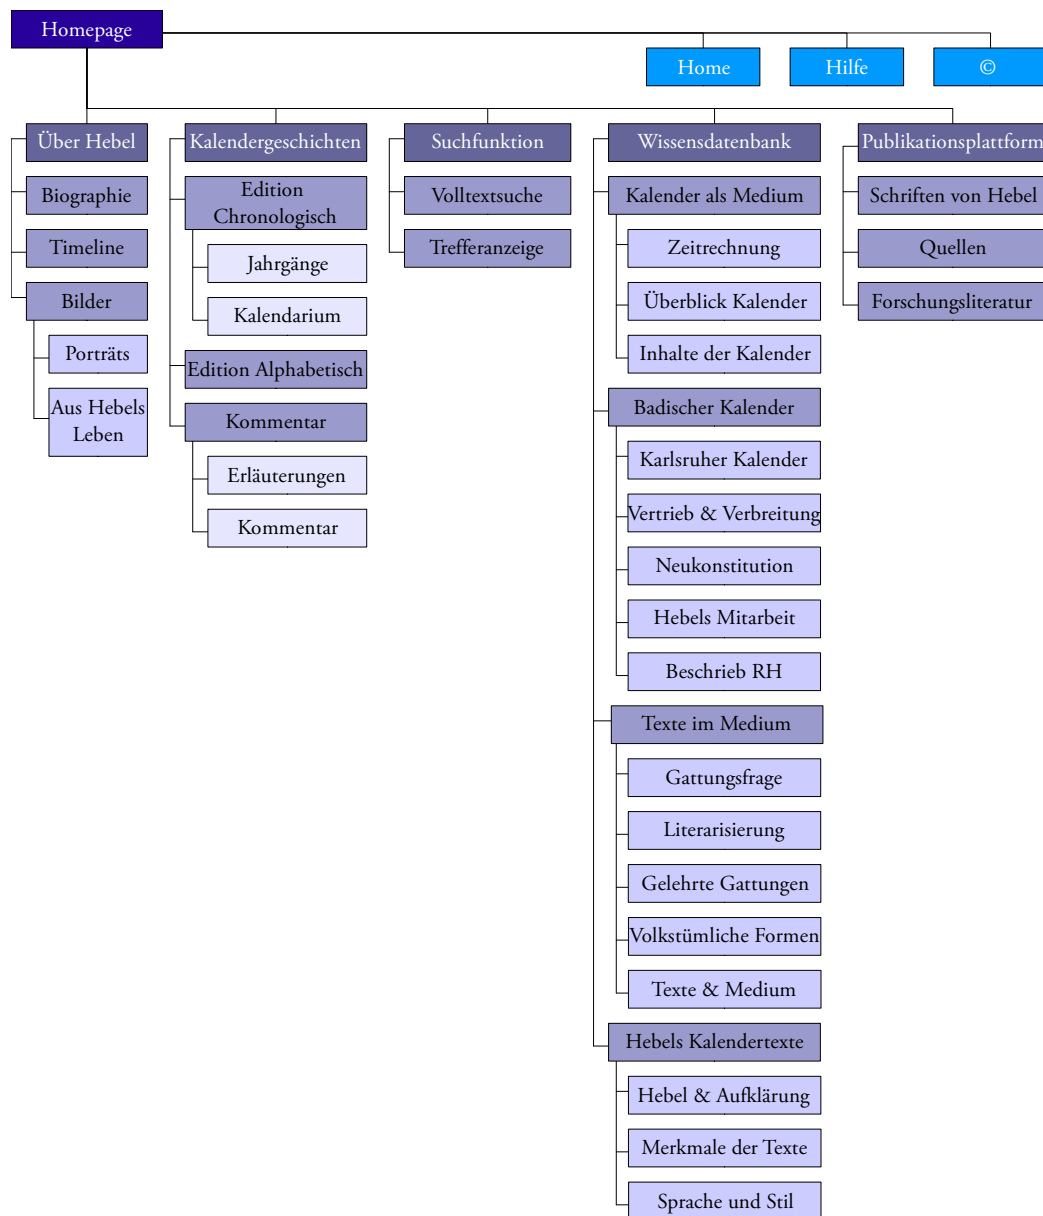 Homepage
Home
Hilfe
©
Über Hebel
Biographie
Timeline
Bilder
Porträts
Aus Hebels
Leben
Kalendergeschichten
Edition
Chronologisch
Jahrgänge
Kalendarium
Edition Alphabetisch
Kommentar
Erläuterungen
Kommentar
Suchfunktion
Volltextsuche
Trefferanzeige
Wissensdatenbank
Kalender als Medium
Zeitrechnung
Überblick Kalender
Inhalte der Kalender
Badischer Kalender
Karlsruher Kalender
Vertrieb & Verbreitung
Neukonstitution
Hebels Mitarbeit
Beschrieb RH
Texte im Medium
Gattungsfrage
Literarisierung
Gelehrte Gattungen
Volkstümliche Formen
Texte & Medium
Hebels Kalendertexte
Hebel & Aufklärung
Merkmale der Texte
Sprache und Stil
Publikationsplattform
Schriften von Hebel
Quellen
Forschungsliteratur